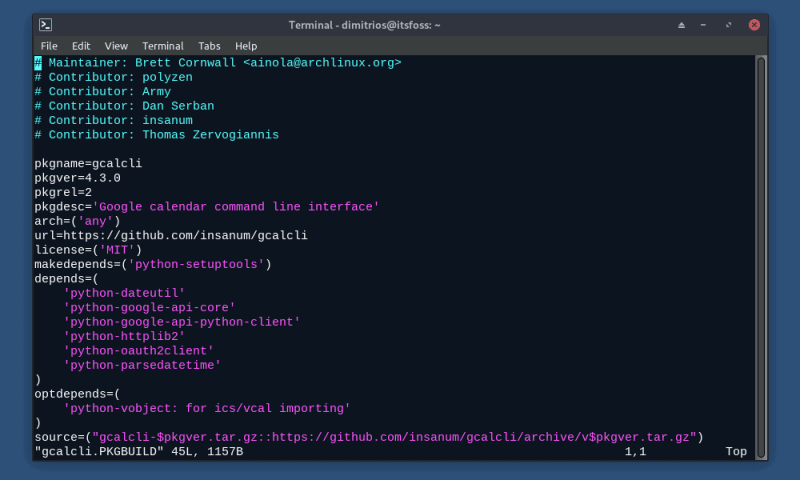 Terminal - dimitrios@itsfoss: ~
File Edit View Terminal Tabs Help
# Maintainer: Brett Cornwall <ainola@archlinux.org>
# Contributor: polyzen
# Contributor: Army
# Contributor: Dan Serban
# Contributor: insanum
# Contributor: Thomas Zervogiannis
pkgname=gcalcli
pkgver=4.3.0
pkgrel=2
pkgdesc='Google calendar command line interface'
arch=('any')
url=https://github.com/insanum/gcalcli
license=('MIT')
makedepends=('python-setuptools')
depends=(
    'python-dateutil'
    'python-google-api-core'
    'python-google-api-python-client'
    'python-httplib2'
    'python-oauth2client'
    'python-parsedatetime'
)
optdepends=(
    'python-vobject: for ics/vcal importing'
)
source=("gcalcli-$pkgver.tar.gz::https://github.com/insanum/gcalcli/archive/v$pkgver.tar.gz")
"gcalcli.PKGBUILD" 45L, 1157B 1,1 Top